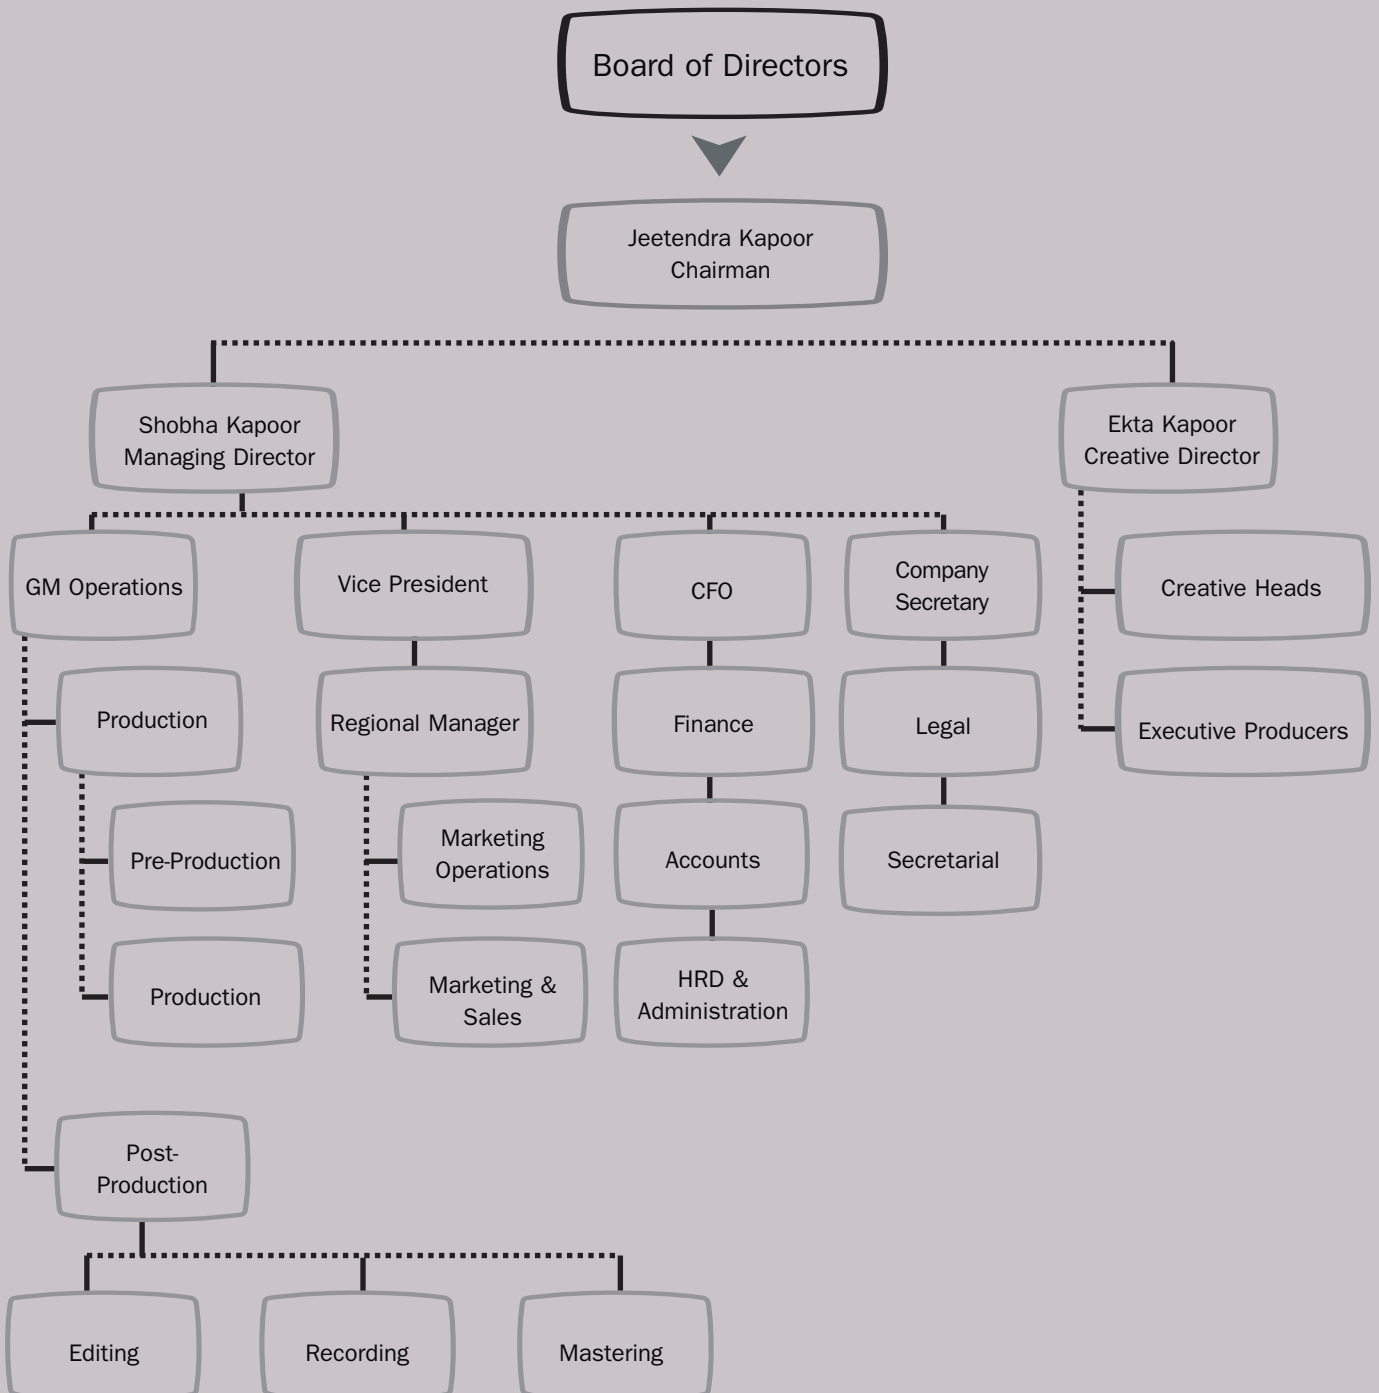 Board of Directors
Jeetendra Kapoor
Chairman
Shobha Kapoor
Managing Director
Ekta Kapoor
Creative Director
GM Operations
Vice President
CFO
Company
Secretary
Creative Heads
Production
Regional Manager
Finance
Legal
Executive Producers
Pre-Production
Marketing
Operations
Accounts
Secretarial
Production
Marketing &
Sales
HRD &
Administration
Post-
Production
Editing
Recording
Mastering